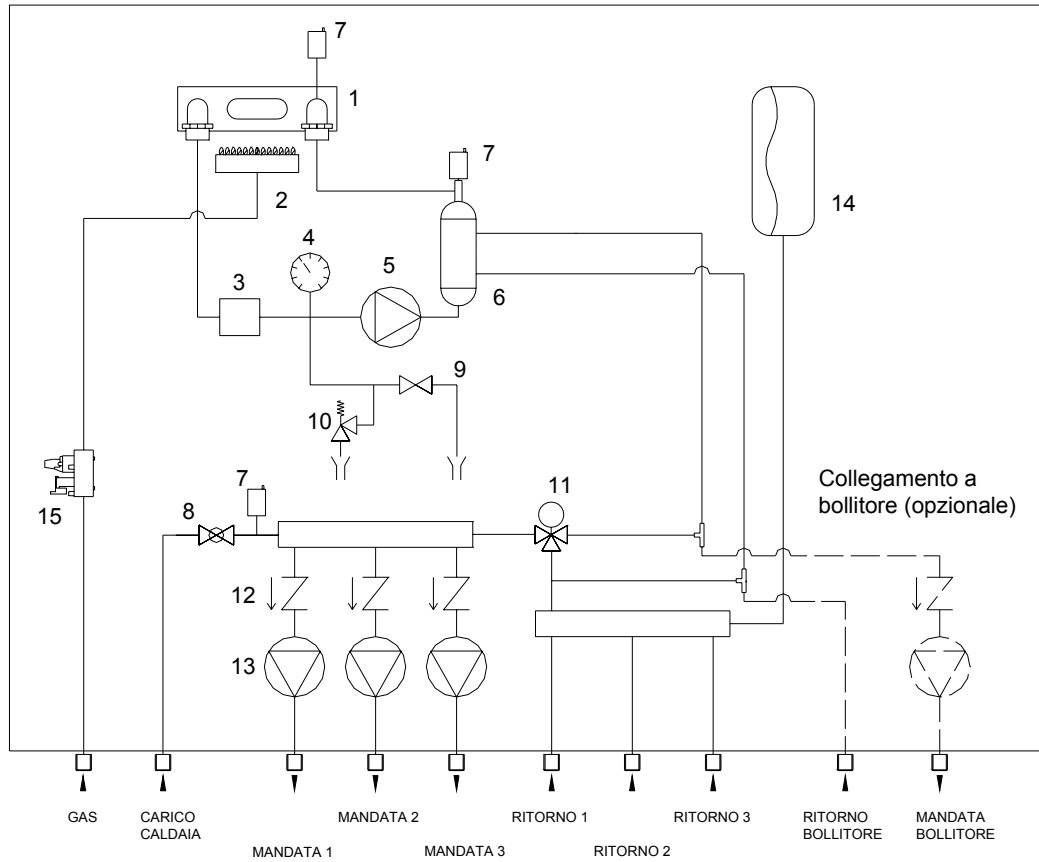 7
1
7
2
14
4
5
3
6
9
10
Collegamento a
bollitore (opzionale)
7
11
8
15
12
13
GAS
CARICO
CALDAIA
MANDATA 1
MANDATA 2
MANDATA 3
RITORNO 1
RITORNO 2
RITORNO 3
RITORNO
BOLLITORE
MANDATA
BOLLITORE